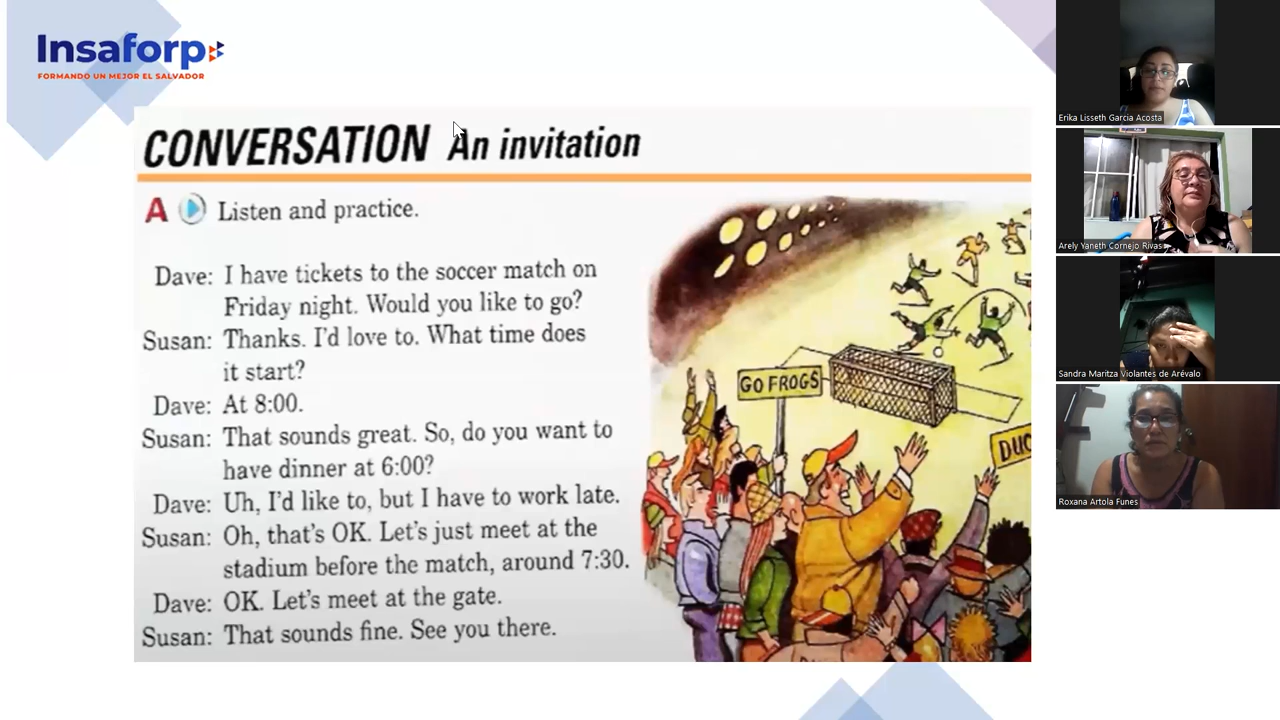 Insaforp
FORMANDO UN MEJOR EL SALVADOR
CONVERSATION An invitation
A Listen and practice.
Dave: I have tickets to the soccer match on
Friday night. Would you like to go?
Susan: Thanks. I'd love to. What time does
it start?
Dave: At 8:00.
Susan: That sounds great. So, do you want to
have dinner at 6:00?
Dave: Uh, I'd like to, but I have to work late.
Susan: Oh, that's OK. Let's just meet at the
stadium before the match, around 7:30.
Dave: OK. Let's meet at the gate.
Susan: That sounds fine. See you there.
GO FROGS
DUC
Erika Lisseth Garcia Acosta
Arely Yaneth Cornejo Rivas
Sandra Maritza Violantes de Arévalo
Roxana Artola Funes